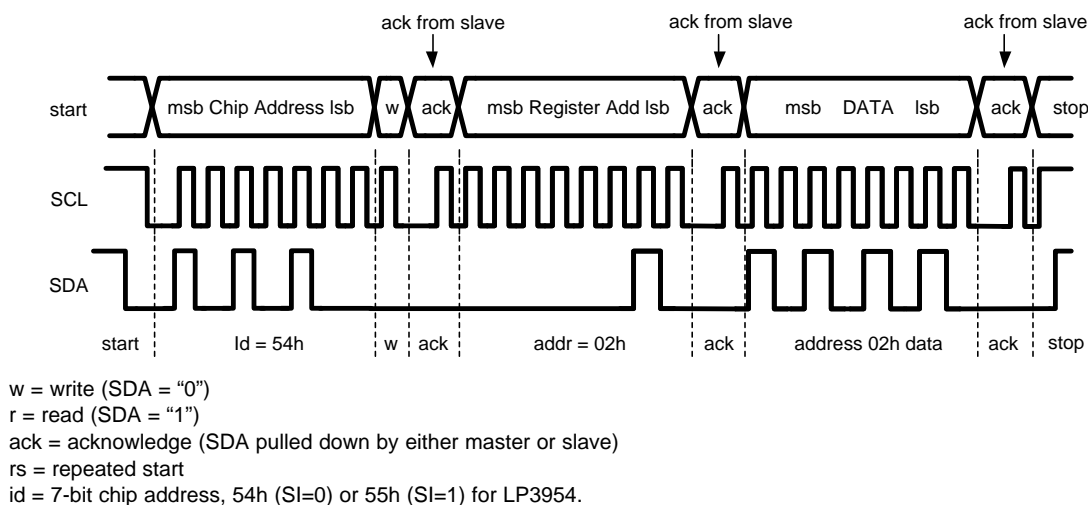 ack from slave ack from slave ack from slave
start msb Chip Address lsb w ack msb Register Add lsb ack msb DATA lsb ack stop
SCL
SDA
start Id = 54h w ack addr = 02h ack address 02h data ack stop
w = write (SDA = “0”)
r = read (SDA = “1”)
ack = acknowledge (SDA pulled down by either master or slave)
rs = repeated start
id = 7-bit chip address, 54h (SI=0) or 55h (SI=1) for LP3954.